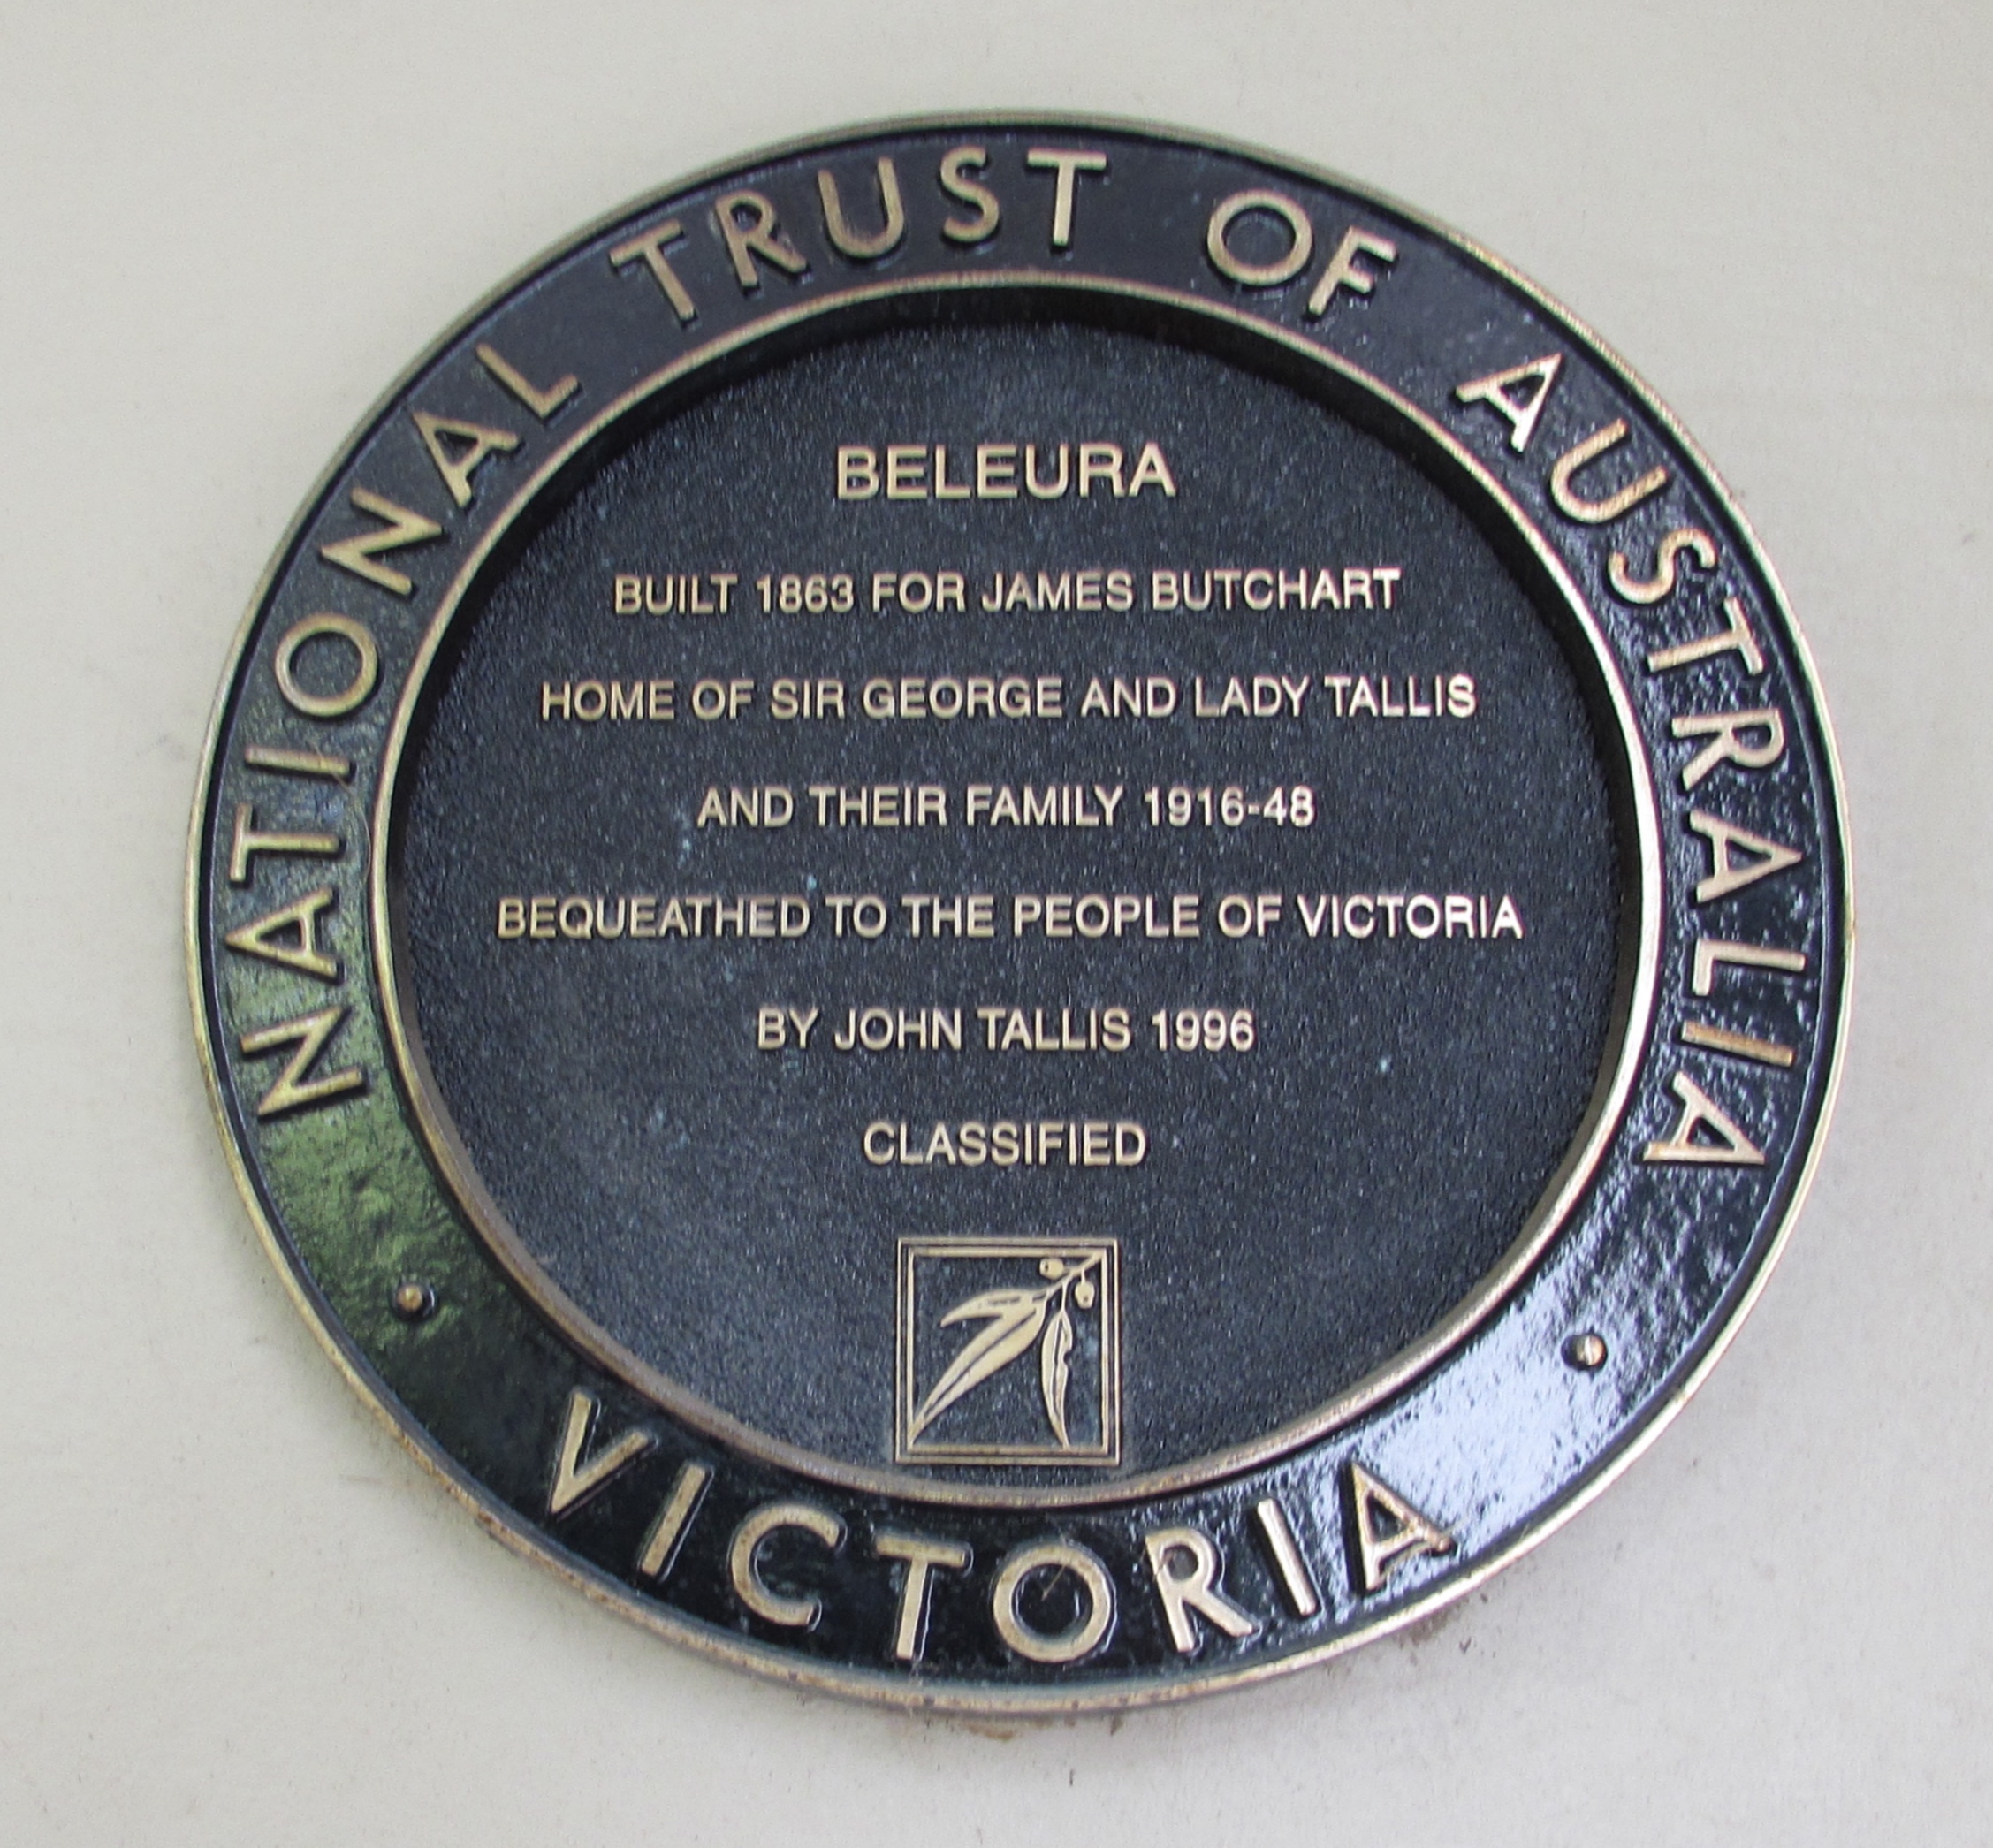 NATIONAL TRUST OF AUSTRALIA
BELEURA
BUILT 1863 FOR JAMES BUTCHART
HOME OF SIR GEORGE AND LADY TALLIS
AND THEIR FAMILY 1916-48
BEQUEATHED TO THE PEOPLE OF VICTORIA
BY JOHN TALLIS 1996
CLASSIFIED
VICTORIA